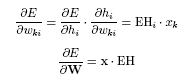 ∂E/∂w_ki = ∂E/∂h_i · ∂h_i/∂w_ki = EH_i · x_k
∂E/∂𝐖 = 𝐱 · EH